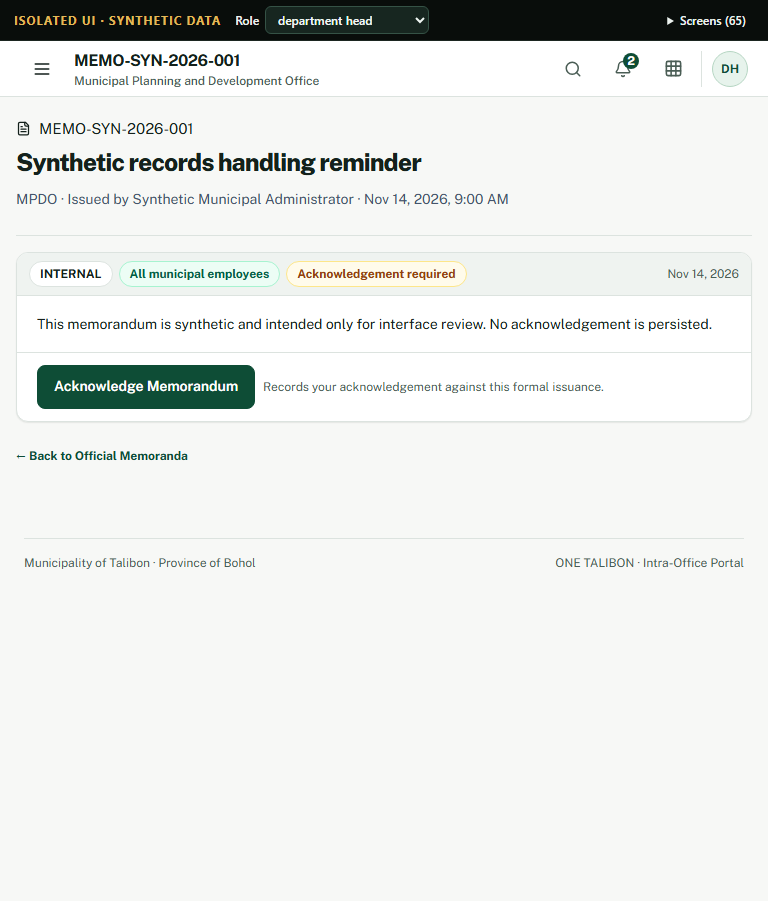 ISOLATED UI · SYNTHETIC DATA Role department head ▶ Screens (65)
MEMO-SYN-2026-001
Municipal Planning and Development Office
2
DH
MEMO-SYN-2026-001
Synthetic records handling reminder
MPDO · Issued by Synthetic Municipal Administrator · Nov 14, 2026, 9:00 AM
INTERNAL All municipal employees Acknowledgement required Nov 14, 2026
This memorandum is synthetic and intended only for interface review. No acknowledgement is persisted.
Acknowledge Memorandum Records your acknowledgement against this formal issuance.
← Back to Official Memoranda
Municipality of Talibon · Province of Bohol ONE TALIBON · Intra-Office Portal